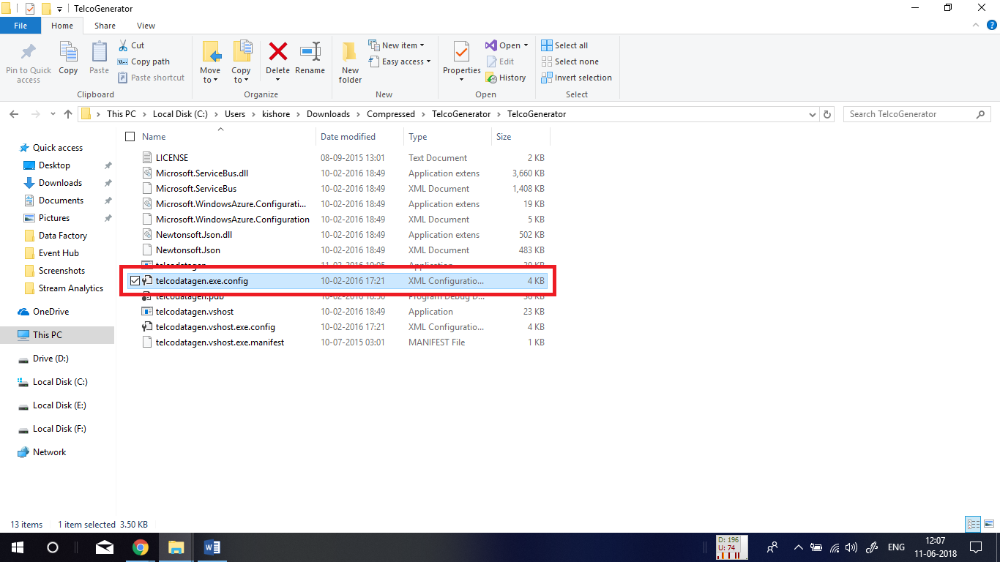 TelcoGenerator
File Home Share View
Pin to Quick access
Copy
Paste
Cut
Copy path
Paste shortcut
Clipboard
Move to
Copy to
Delete
Rename
Organize
New folder
New item
Easy access
New
Properties
Open
Edit
History
Open
Select all
Select none
Invert selection
Select
This PC Local Disk (C:) Users kishore Downloads Compressed TelcoGenerator TelcoGenerator
Search TelcoGenerator
Quick access
Desktop
Downloads
Documents
Pictures
Data Factory
Event Hub
Screenshots
Stream Analytics
OneDrive
This PC
Drive (D:)
Local Disk (C:)
Local Disk (E:)
Local Disk (F:)
Network
Name Date modified Type Size
LICENSE 08-09-2015 13:01 Text Document 2 KB
Microsoft.ServiceBus.dll 10-02-2016 18:49 Application extens 3,660 KB
Microsoft.ServiceBus 10-02-2016 18:49 XML Document 1,408 KB
Microsoft.WindowsAzure.Configurati... 10-02-2016 18:49 Application extens 19 KB
Microsoft.WindowsAzure.Configuration 10-02-2016 18:49 XML Document 5 KB
Newtonsoft.Json.dll 10-02-2016 18:49 Application extens 502 KB
Newtonsoft.Json 10-02-2016 18:49 XML Document 483 KB
telcodatagen Application
telcodatagen.exe.config 10-02-2016 17:21 XML Configuratio... 4 KB
Program Debug D...
telcodatagen.vshost 10-02-2016 18:49 Application 23 KB
telcodatagen.vshost.exe.config 10-02-2016 17:21 XML Configuratio... 4 KB
telcodatagen.vshost.exe.manifest 10-07-2015 03:01 MANIFEST File 1 KB
13 items 1 item selected 3.50 KB
D: 196
U: 74
ENG
12:07
11-06-2018